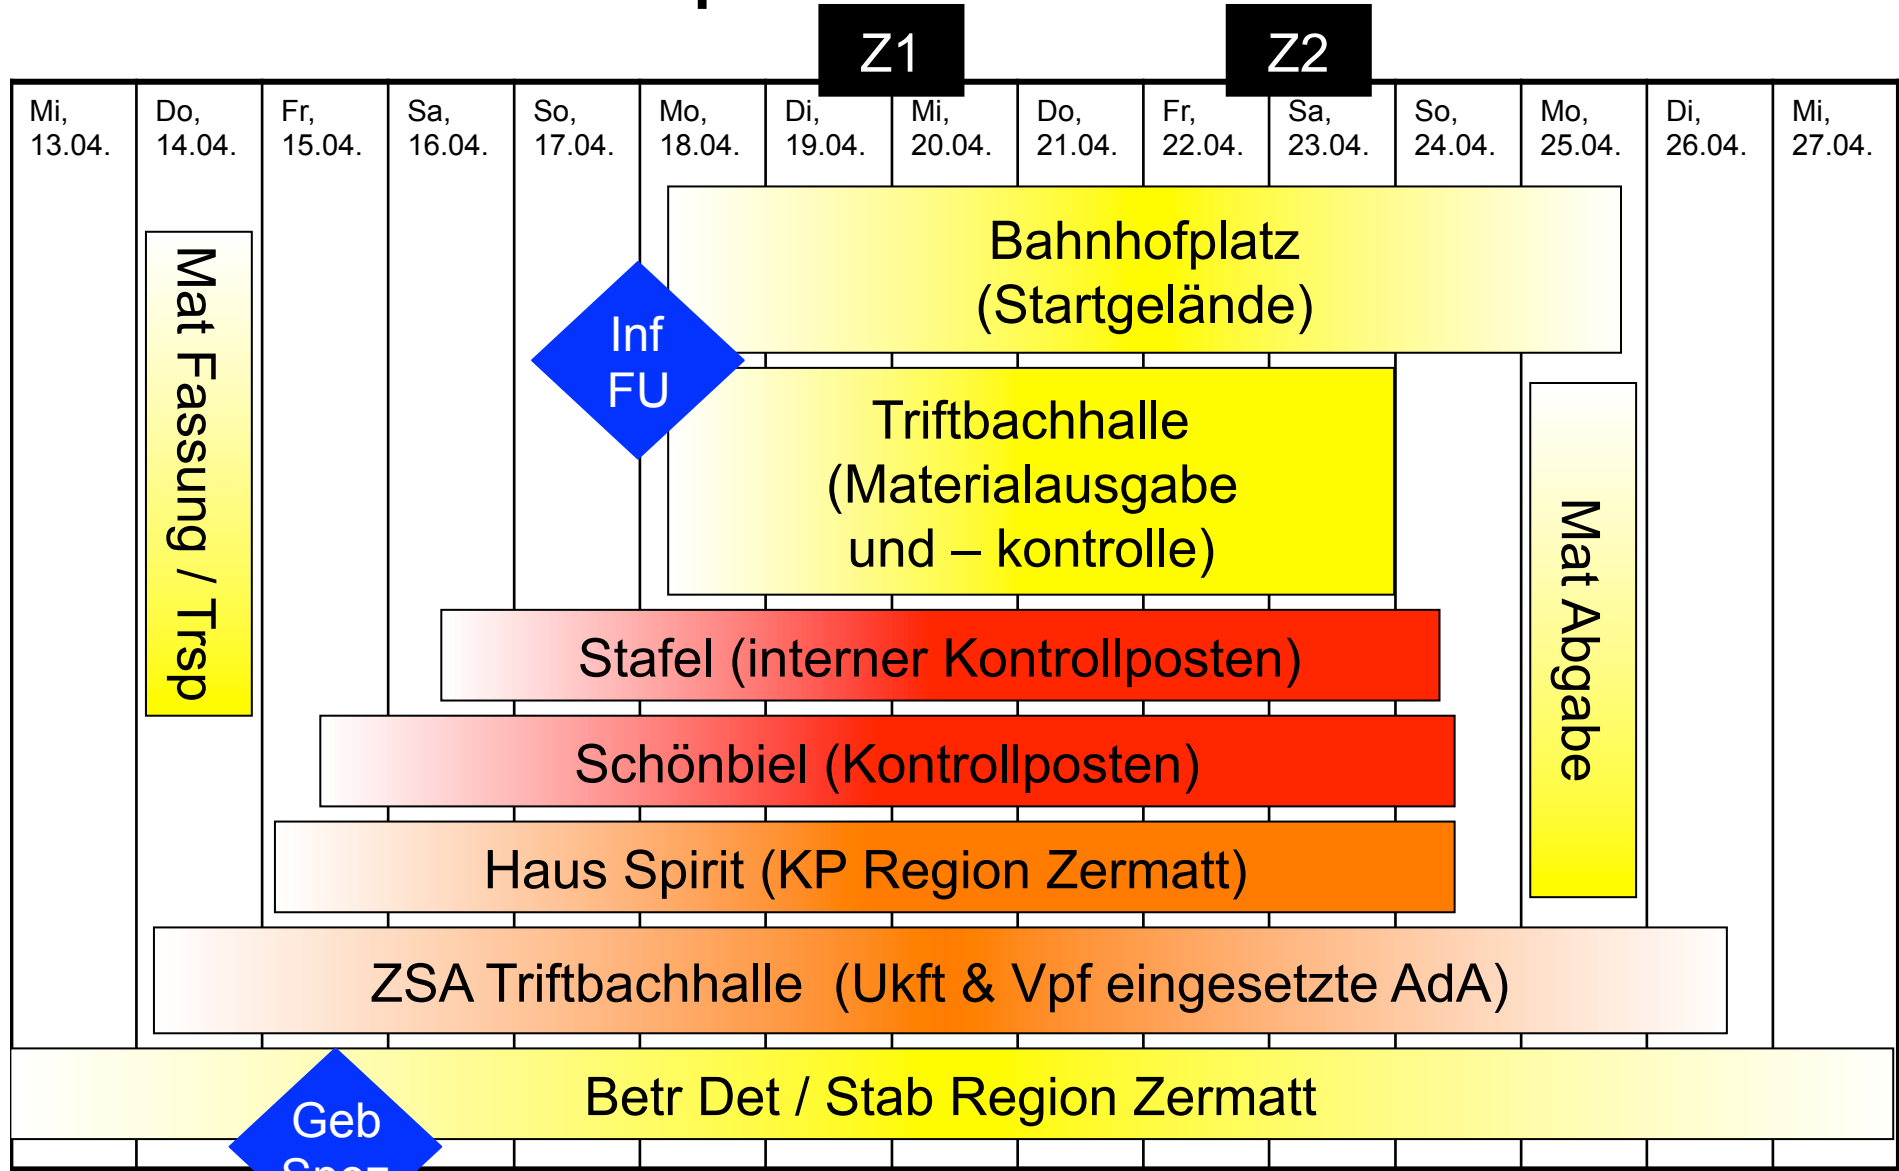 Z1
Z2
Mi,
13.04.
Do,
14.04.
Fr,
15.04.
Sa,
16.04.
So,
17.04.
Mo,
18.04.
Di,
19.04.
Mi,
20.04.
Do,
21.04.
Fr,
22.04.
Sa,
23.04.
So,
24.04.
Mo,
25.04.
Di,
26.04.
Mi,
27.04.
Mat Fassung / Trsp
Bahnhofplatz
(Startgelände)
Inf
FU
Triftbachhalle
(Materialausgabe
und – kontrolle)
Mat Abgabe
Stafel (interner Kontrollposten)
Schönbiel (Kontrollposten)
Haus Spirit (KP Region Zermatt)
ZSA Triftbachhalle (Ukft & Vpf eingesetzte AdA)
Betr Det / Stab Region Zermatt
Geb